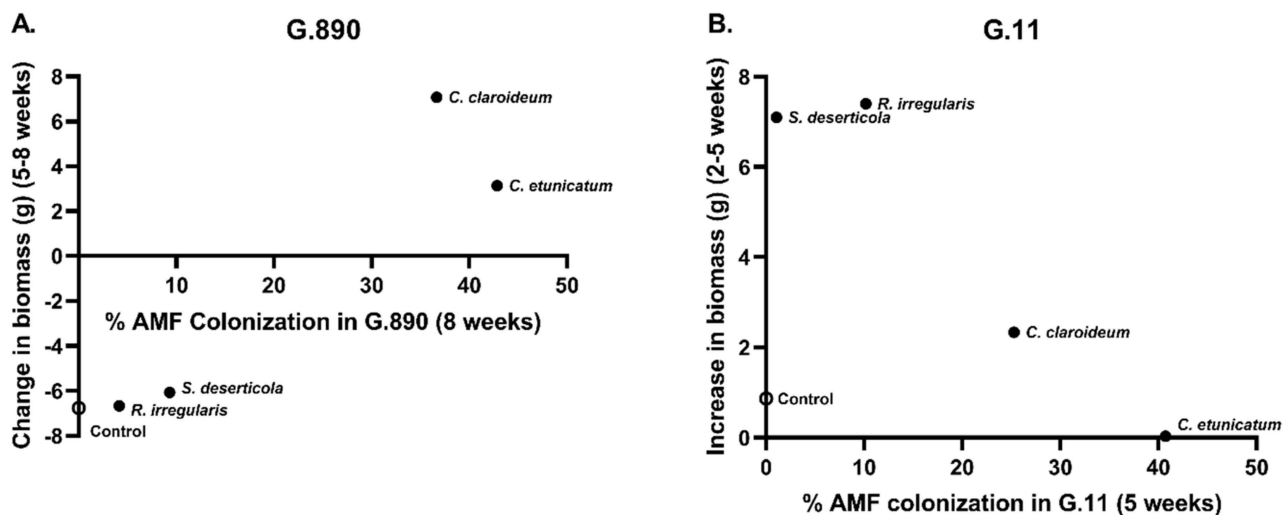 A.
G.890
Change in biomass (g) (5-8 weeks)
8
6
4
2
0
-2
-4
-6
-8
C. claroideum
C. etunicatum
10 20 30 40 50
% AMF Colonization in G.890 (8 weeks)
S. deserticola
R. irregularis
Control
B.
G.11
Increase in biomass (g) (2-5 weeks)
8
6
4
2
0
R. irregularis
S. deserticola
C. claroideum
Control
C. etunicatum
0 10 20 30 40 50
% AMF colonization in G.11 (5 weeks)